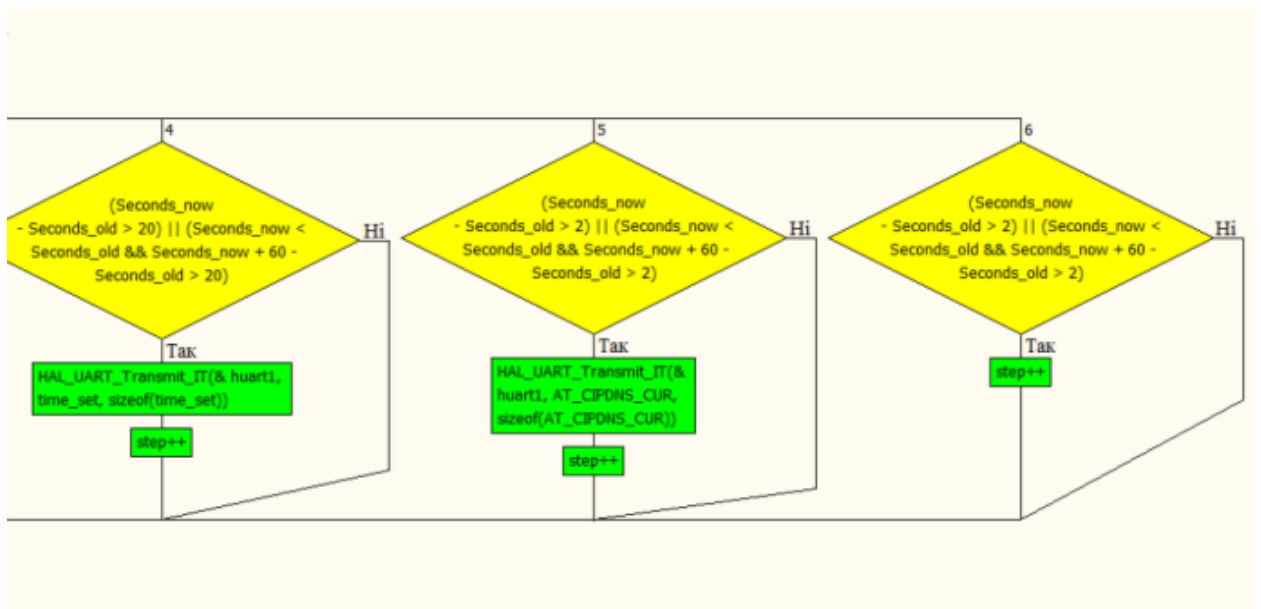 4
(Seconds_now
- Seconds_old > 20) || (Seconds_now <
Seconds_old && Seconds_now + 60 -
Seconds_old > 20)
Ні
Так
HAL_UART_Transmit_IT(& huart1,
time_set, sizeof(time_set))
step++
5
(Seconds_now
- Seconds_old > 2) || (Seconds_now <
Seconds_old && Seconds_now + 60 -
Seconds_old > 2)
Ні
Так
HAL_UART_Transmit_IT(&
huart1, AT_CIPDNS_CUR,
sizeof(AT_CIPDNS_CUR))
step++
6
(Seconds_now
- Seconds_old > 2) || (Seconds_now <
Seconds_old && Seconds_now + 60 -
Seconds_old > 2)
Ні
Так
step++